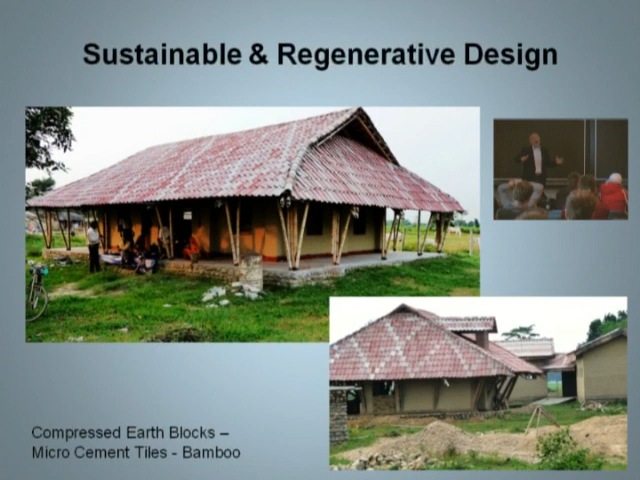 Sustainable & Regenerative Design
Compressed Earth Blocks –
Micro Cement Tiles - Bamboo